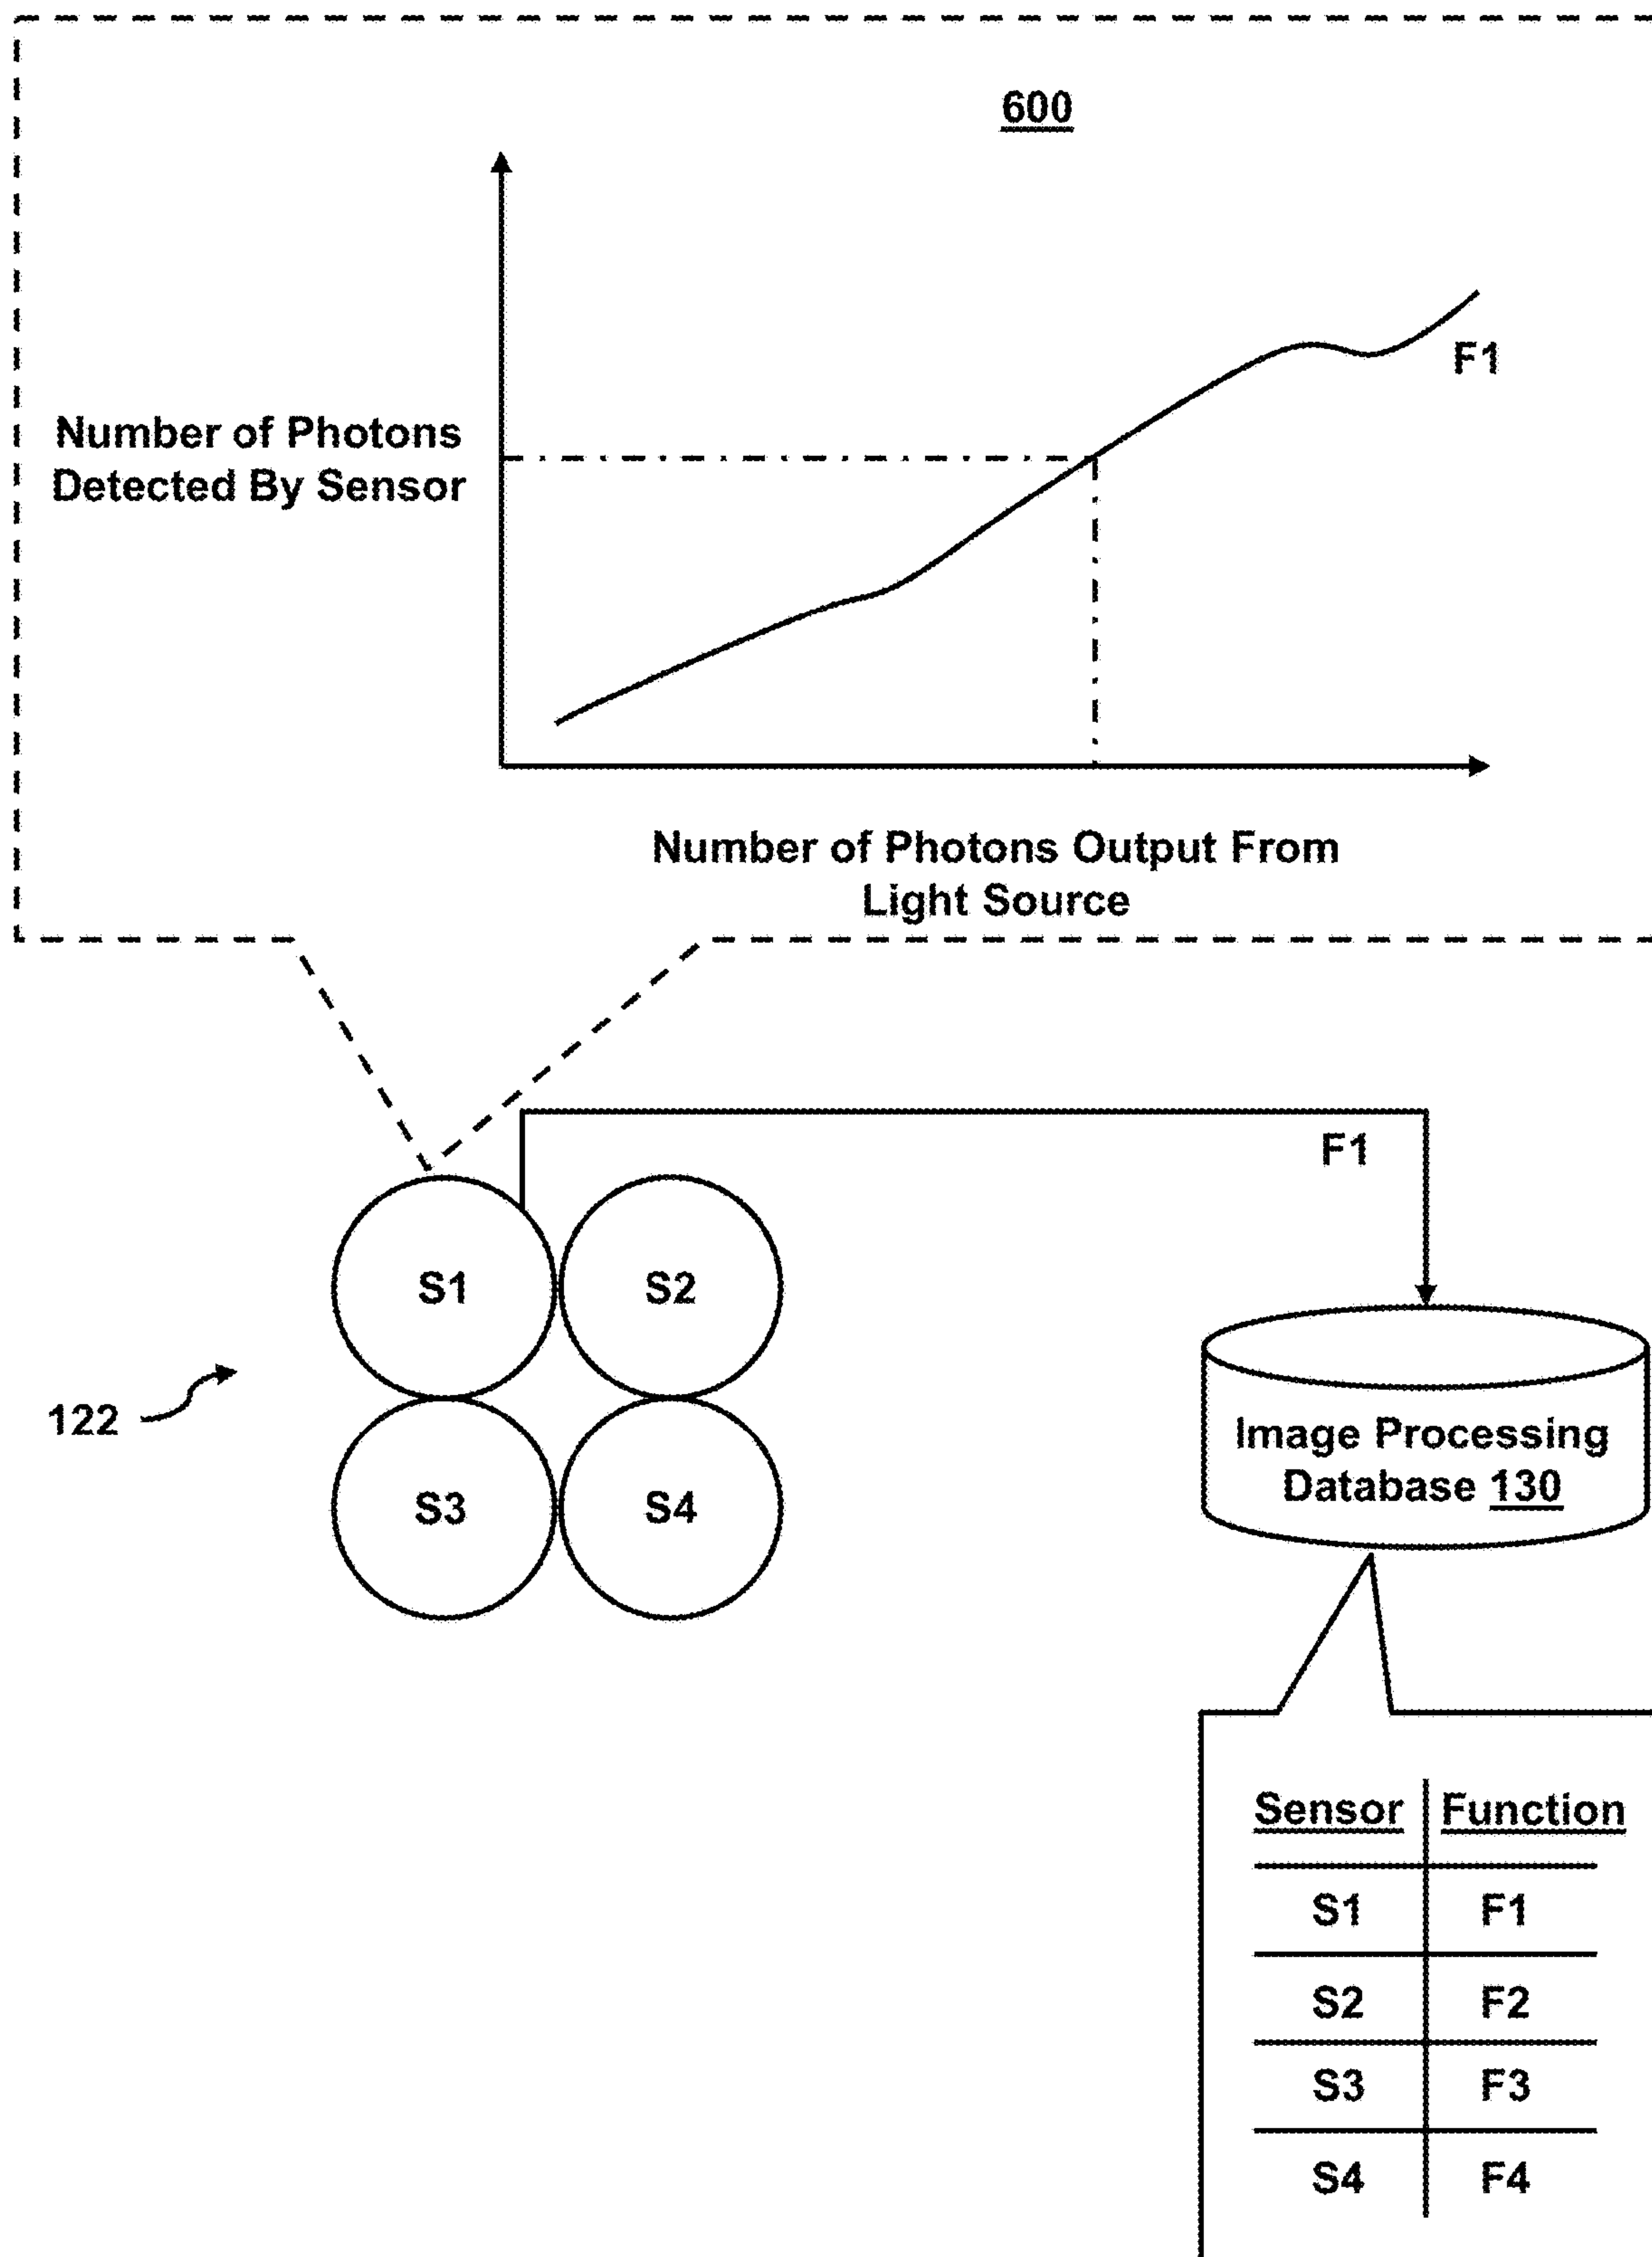 600
F1
Number of Photons
Detected By Sensor
Number of Photons Output From
Light Source
F1
S1
S2
122
S3
S4
Image Processing
Database 130
Sensor Function
S1 F1
S2 F2
S3 F3
S4 F4